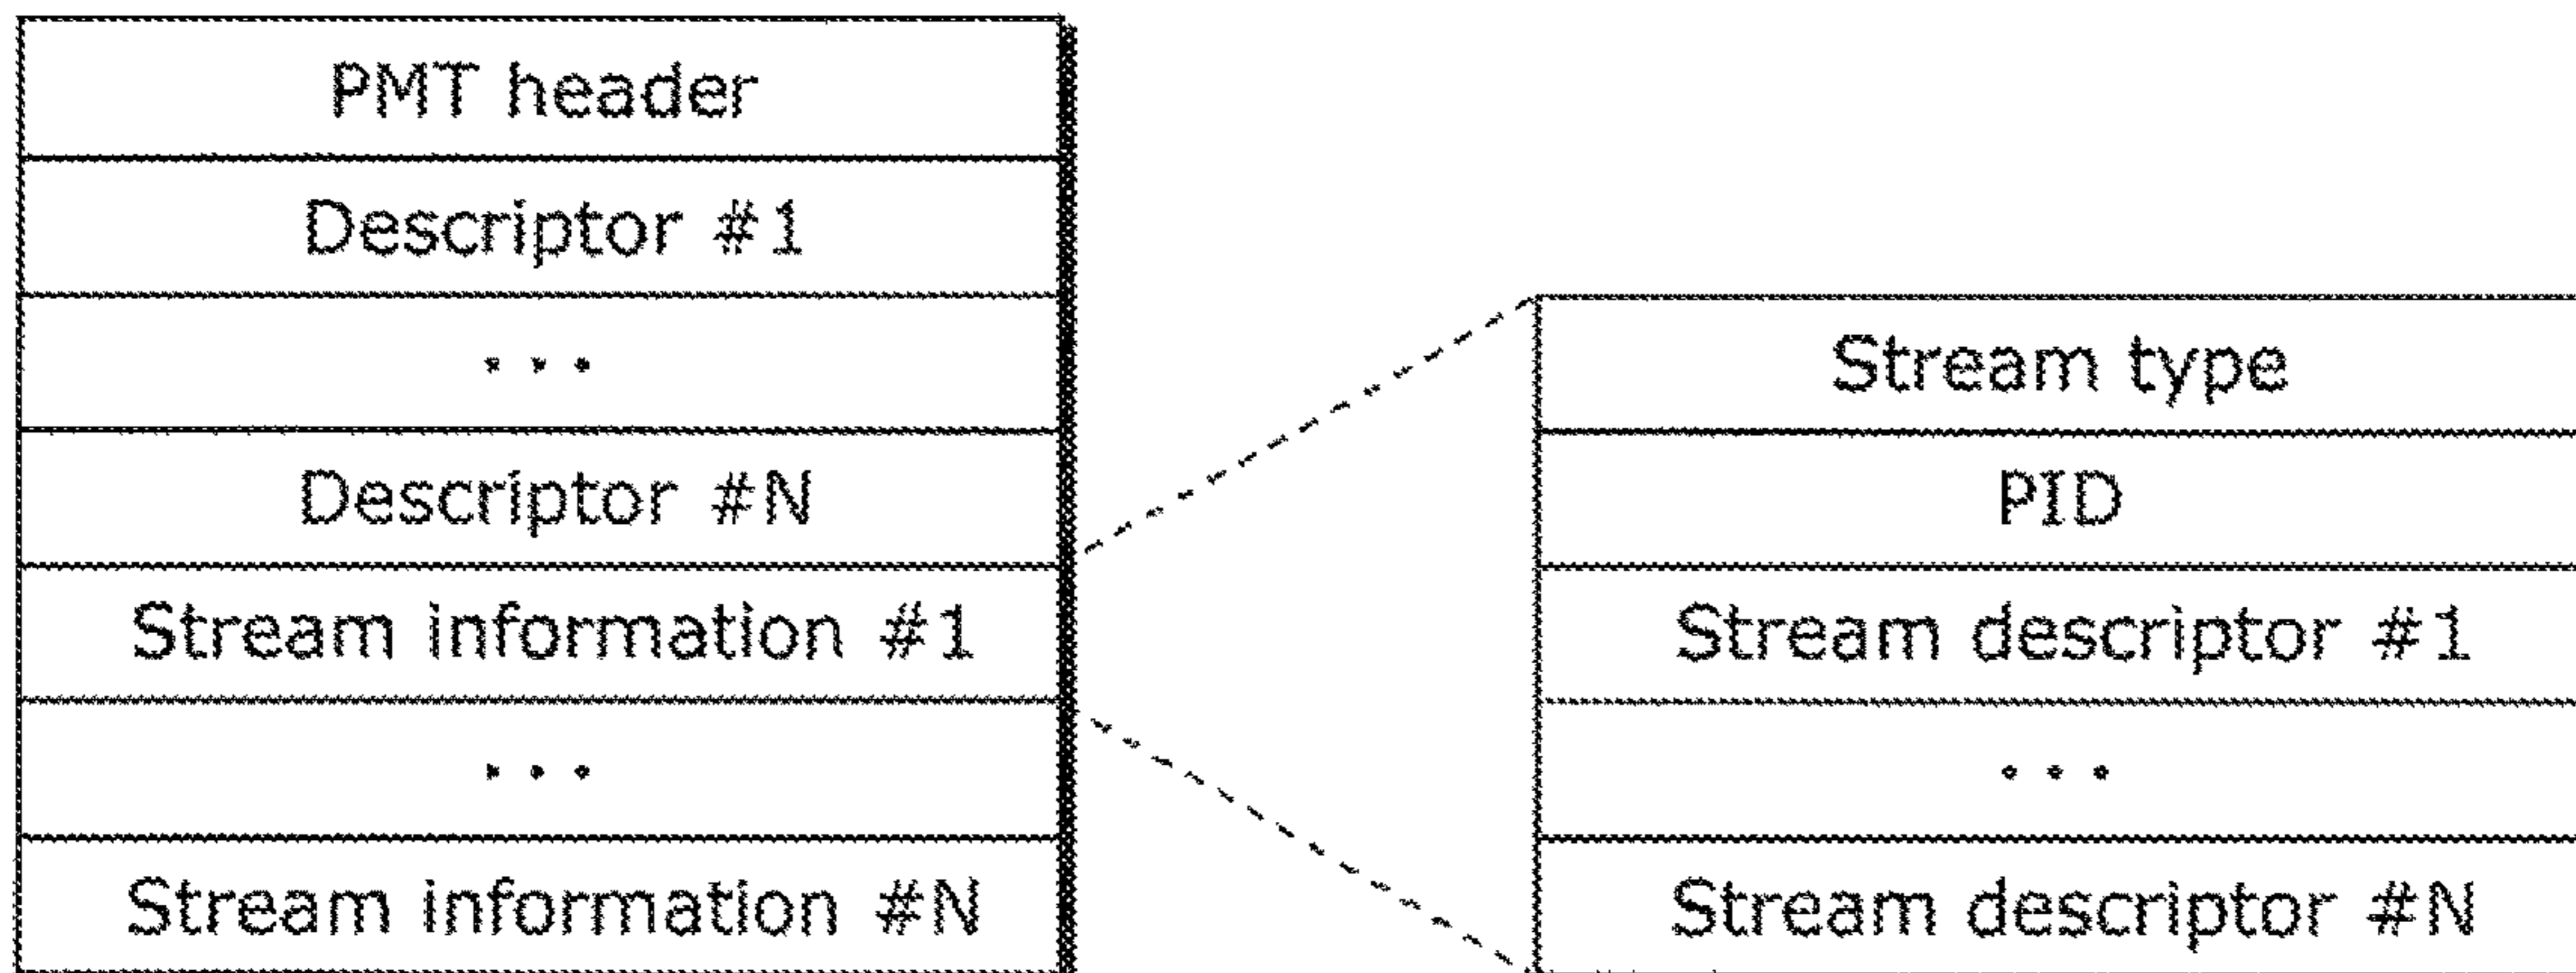 PMT header
Descriptor #1
...
Descriptor #N
Stream information #1
...
Stream information #N
Stream type
PID
Stream descriptor #1
...
Stream descriptor #N